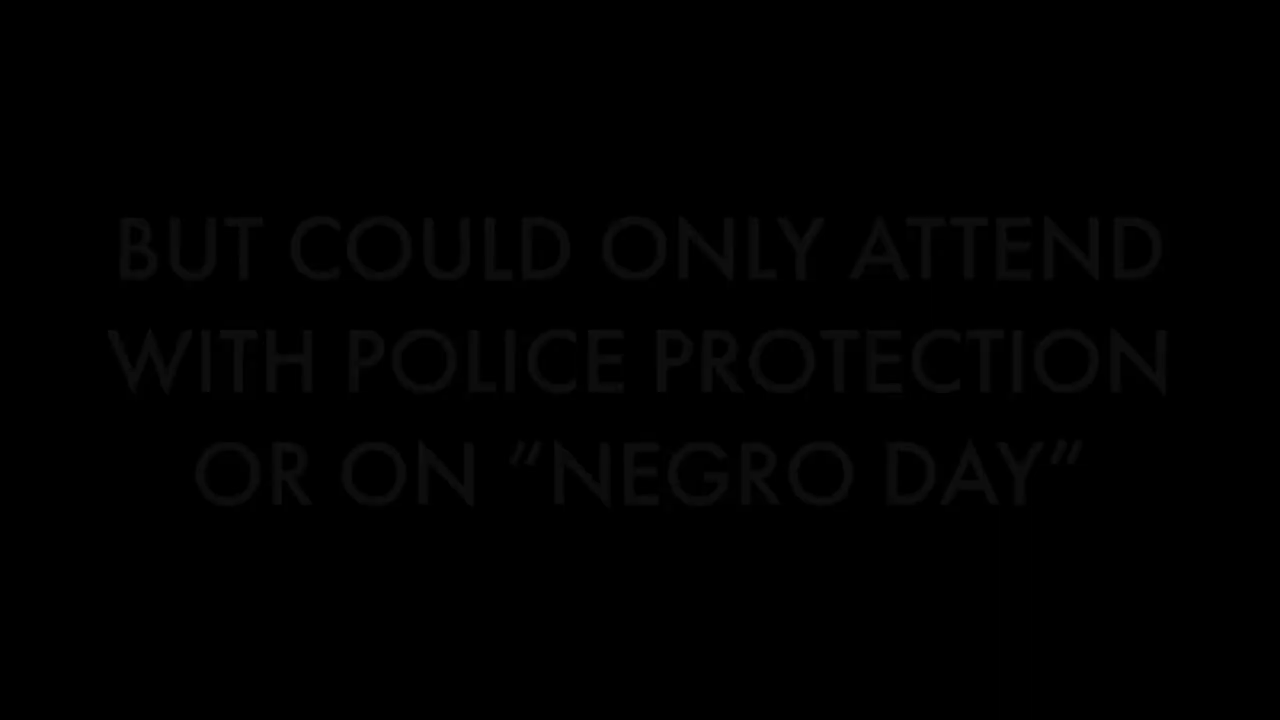 BUT COULD ONLY ATTEND
WITH POLICE PROTECTION
OR ON “NEGRO DAY”